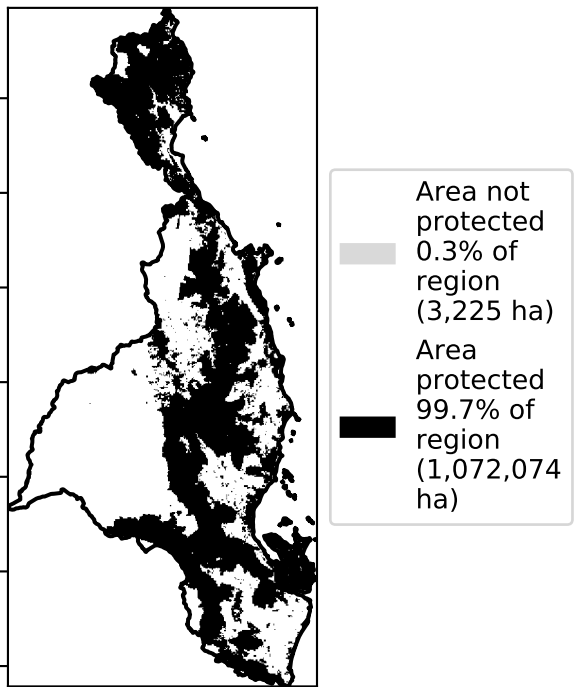 Area not
protected
0.3% of
region
(3,225 ha)
Area
protected
99.7% of
region
(1,072,074
ha)